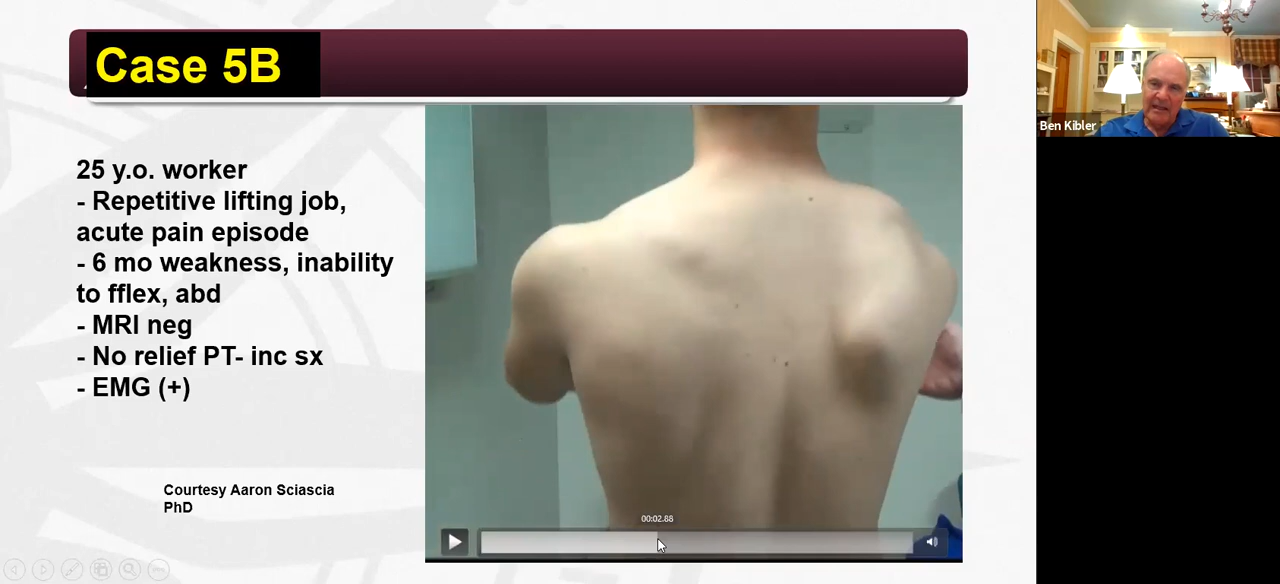 Case 5B
Ben Kibler
25 y.o. worker
- Repetitive lifting job,
acute pain episode
- 6 mo weakness, inability
to fflex, abd
- MRI neg
- No relief PT- inc sx
- EMG (+)
Courtesy Aaron Sciascia
PhD
00:02.88